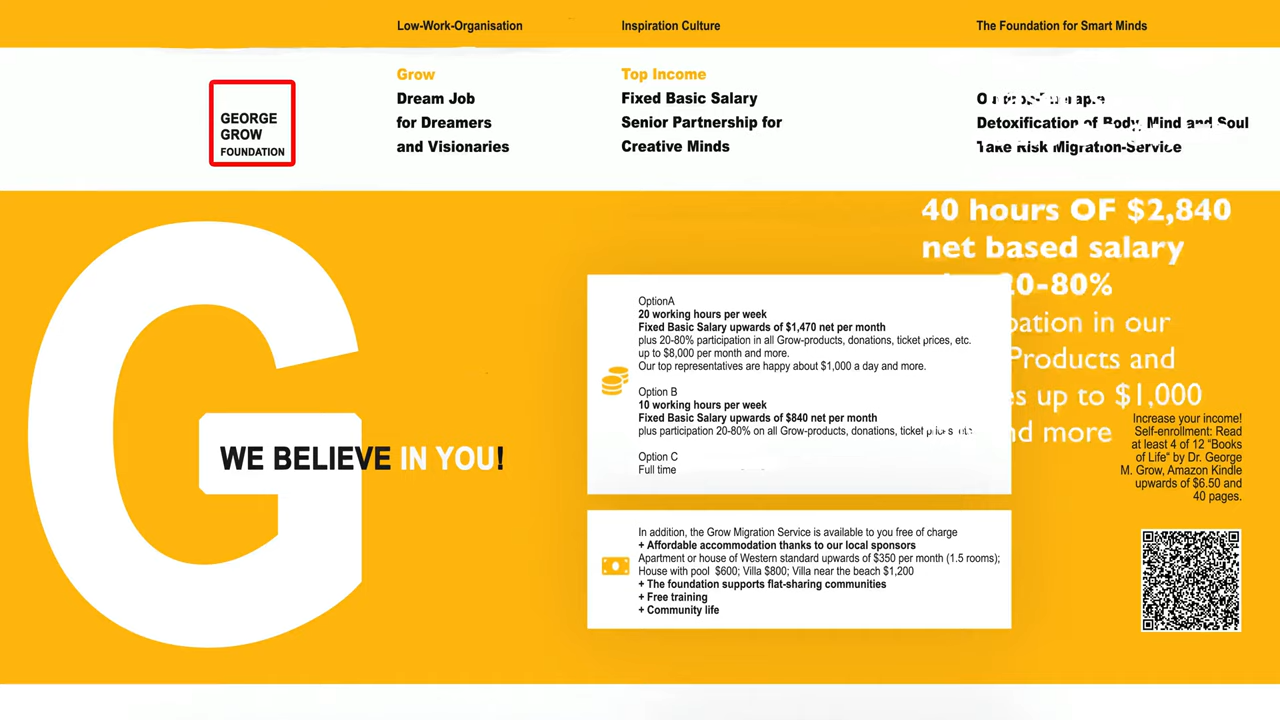 Low-Work-Organisation
Inspiration Culture
The Foundation for Smart Minds
GEORGE
GROW
FOUNDATION
Grow
Dream Job
for Dreamers
and Visionaries
Top Income
Fixed Basic Salary
Senior Partnership for
Creative Minds
Detoxification of Body, Mind and Soul
Take Risk Migration-Service
40 hours OF $2,840
net based salary
20-80%
in our
Products and
up to $1,000
more
OptionA
20 working hours per week
Fixed Basic Salary upwards of $1,470 net per month
plus 20-80% participation in all Grow-products, donations, ticket prices, etc.
up to $8,000 per month and more.
Our top representatives are happy about $1,000 a day and more.
Option B
10 working hours per week
Fixed Basic Salary upwards of $840 net per month
plus participation 20-80% on all Grow-products, donations, ticket
Option C
Full time
WE BELIEVE IN YOU!
Increase your income!
Self-enrollment: Read
at least 4 of 12 "Books
of Life" by Dr. George
M. Grow, Amazon Kindle
upwards of $6.50 and
40 pages.
In addition, the Grow Migration Service is available to you free of charge
+ Affordable accommodation thanks to our local sponsors
Apartment or house of Western standard upwards of $350 per month (1.5 rooms);
House with pool $600; Villa $800; Villa near the beach $1,200
+ The foundation supports flat-sharing communities
+ Free training
+ Community life